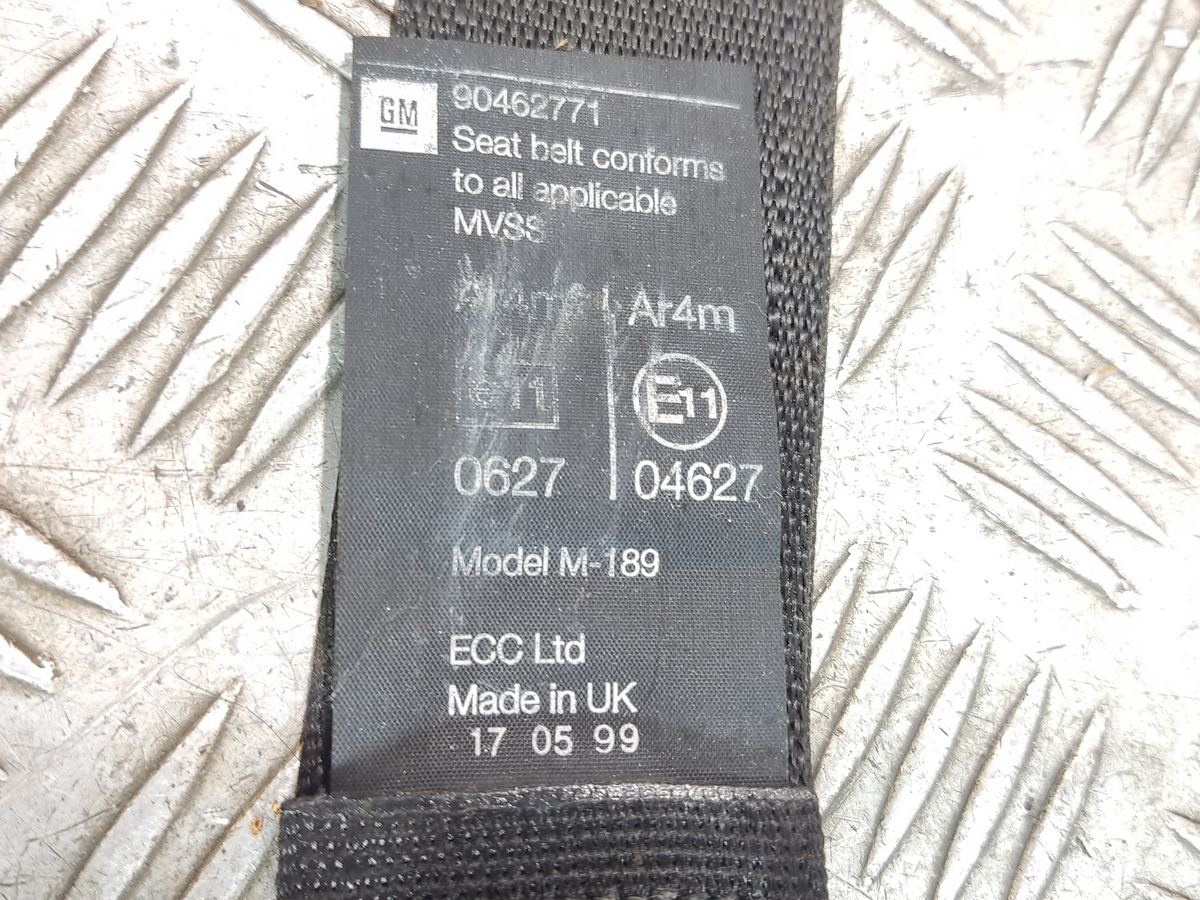 GM
90462771
Seat belt conforms
to all applicable
MVSS
Ar4m
e11
E11
0627
04627
Model M-189
ECC Ltd
Made in UK
17 05 99